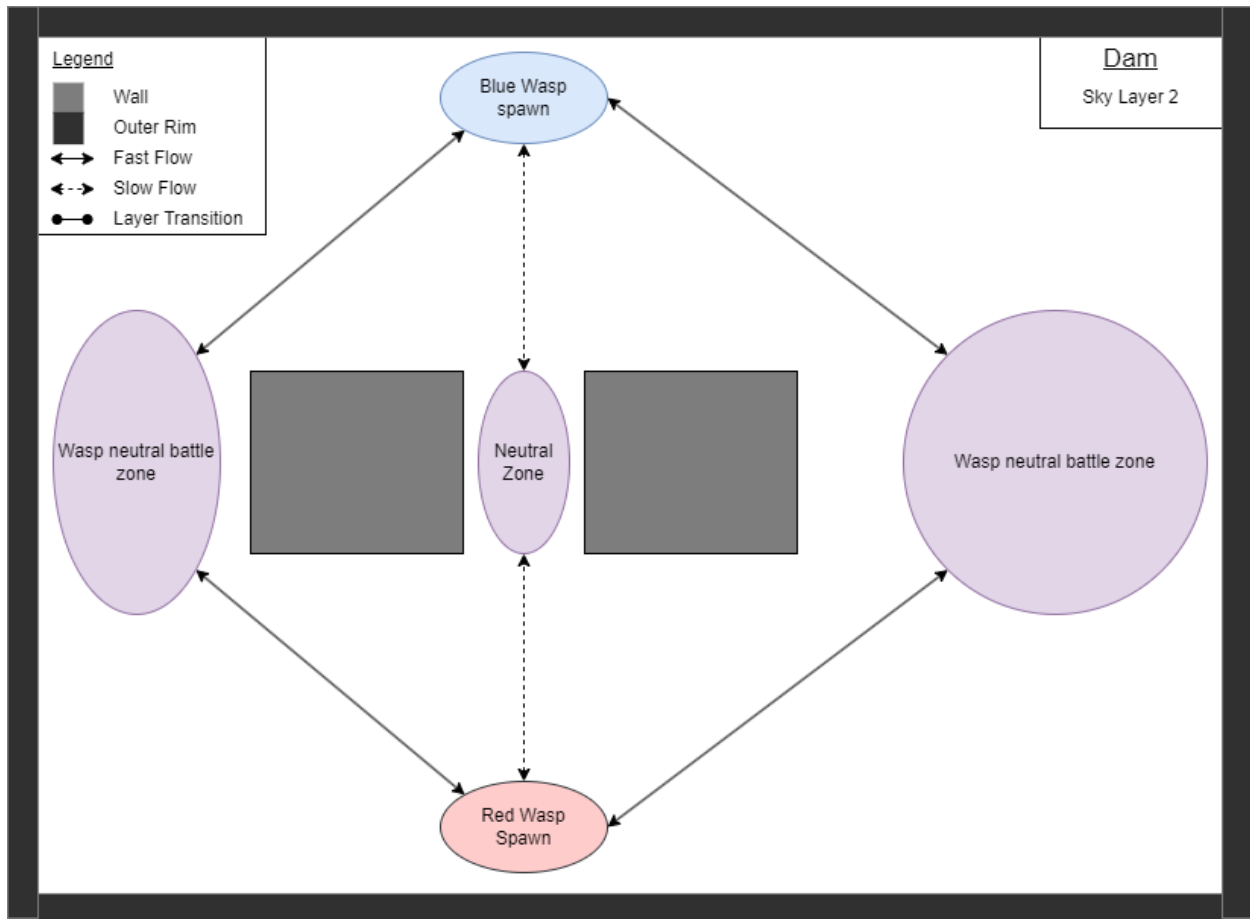 Legend
Wall
Outer Rim
Fast Flow
Slow Flow
Layer Transition
Dam
Sky Layer 2
Blue Wasp
spawn
Wasp neutral battle
zone
Neutral
Zone
Wasp neutral battle zone
Red Wasp
Spawn